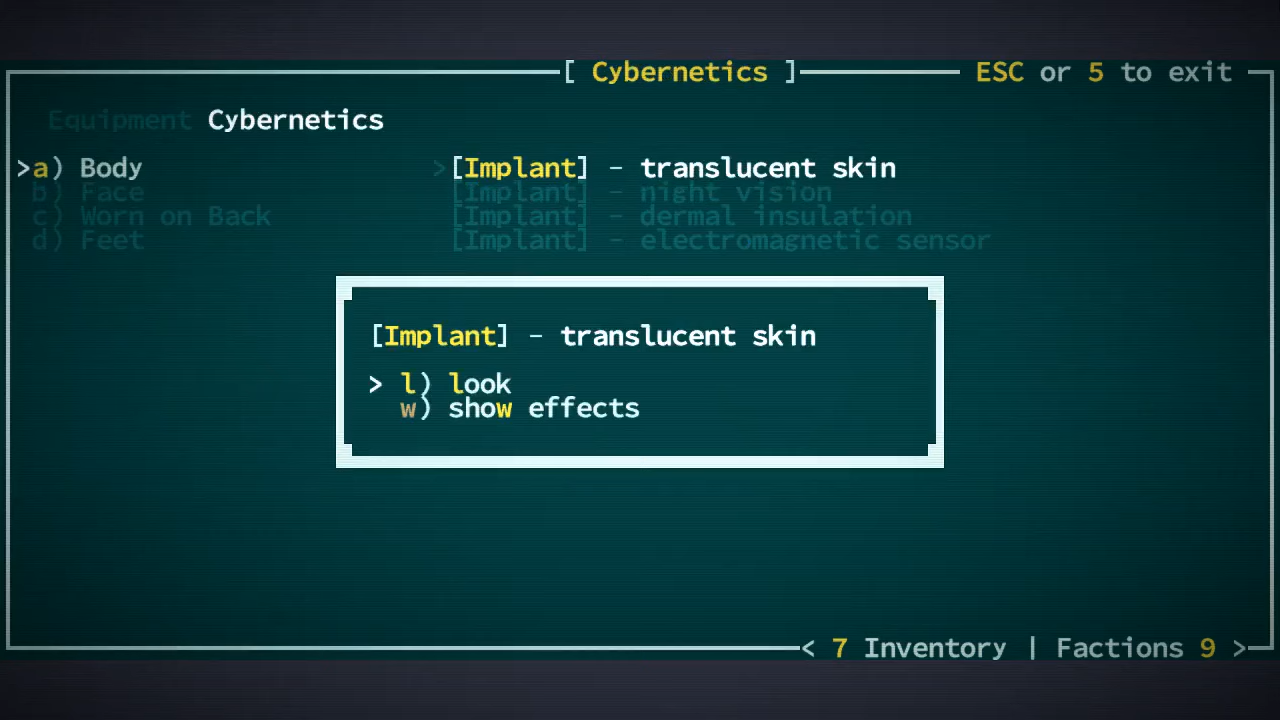 [ Cybernetics ] ESC or 5 to exit
Equipment Cybernetics
>a) Body >[Implant] - translucent skin
b) Face [Implant] - night vision
c) Worn on Back [Implant] - dermal insulation
d) Feet [Implant] - electromagnetic sensor
[Implant] - translucent skin
> l) look
w) show effects
< 7 Inventory | Factions 9 >